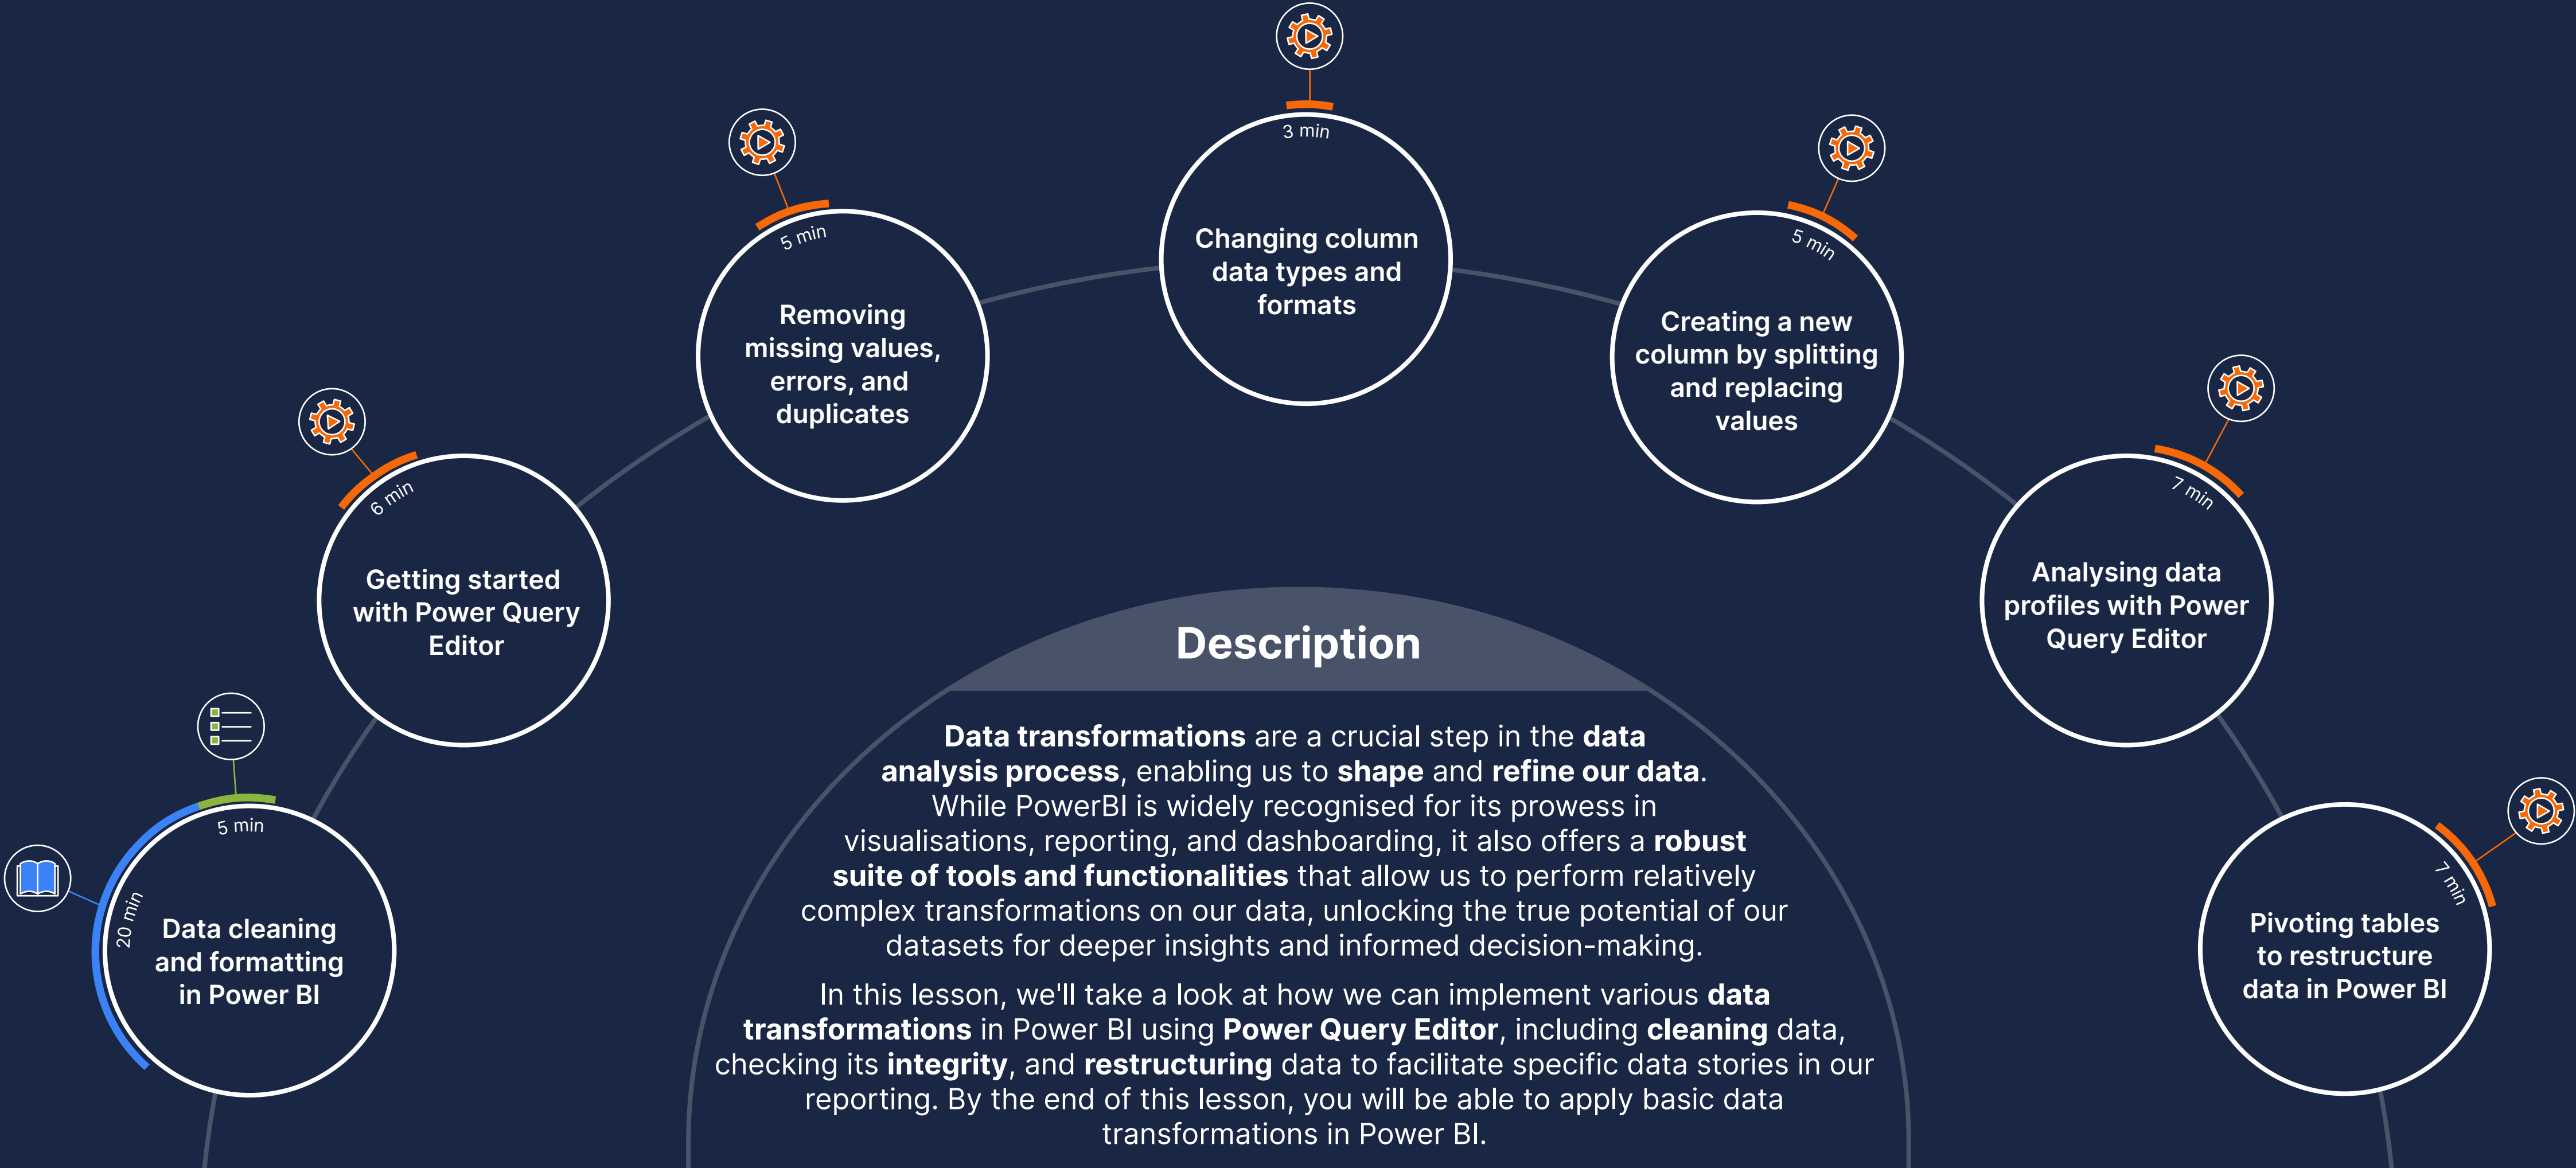 20 min
5 min
Data cleaning
and formatting
in Power BI
6 min
Getting started
with Power Query
Editor
5 min
Removing
missing values,
errors, and
duplicates
3 min
Changing column
data types and
formats
5 min
Creating a new
column by splitting
and replacing
values
7 min
Analysing data
profiles with Power
Query Editor
7 min
Pivoting tables
to restructure
data in Power BI
Description
Data transformations are a crucial step in the data
analysis process, enabling us to shape and refine our data.
While PowerBI is widely recognised for its prowess in
visualisations, reporting, and dashboarding, it also offers a robust
suite of tools and functionalities that allow us to perform relatively
complex transformations on our data, unlocking the true potential of our
datasets for deeper insights and informed decision-making.
In this lesson, we'll take a look at how we can implement various data
transformations in Power BI using Power Query Editor, including cleaning data,
checking its integrity, and restructuring data to facilitate specific data stories in our
reporting. By the end of this lesson, you will be able to apply basic data
transformations in Power BI.